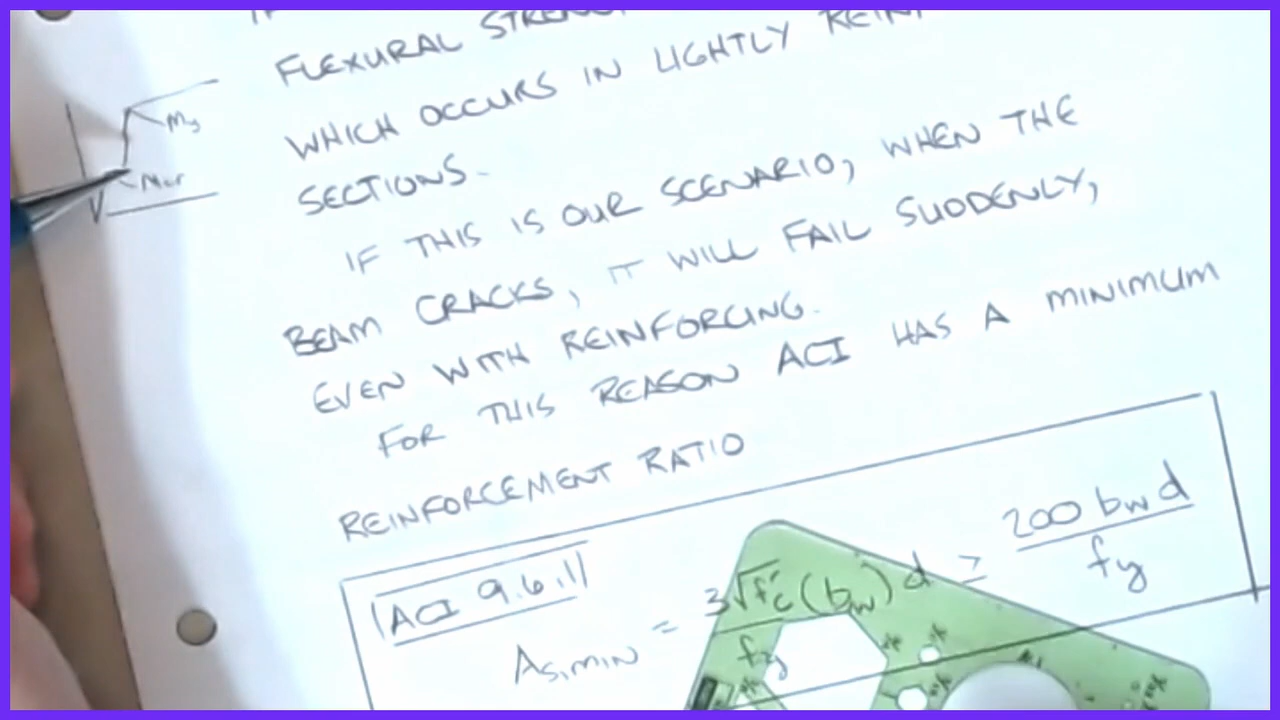 FLEXURAL
WHICH OCCURS IN LIGHTLY
SECTIONS.
IF THIS IS OUR SCENARIO, WHEN THE
BEAM CRACKS, IT WILL FAIL SUDDENLY,
EVEN WITH REINFORCING.
FOR THIS REASON ACI HAS A MINIMUM
REINFORCEMENT RATIO
ACI 9.6.1
As,min = 3√f'c (bw) d / fy ≥ 200 bw d / fy
My
Mcr